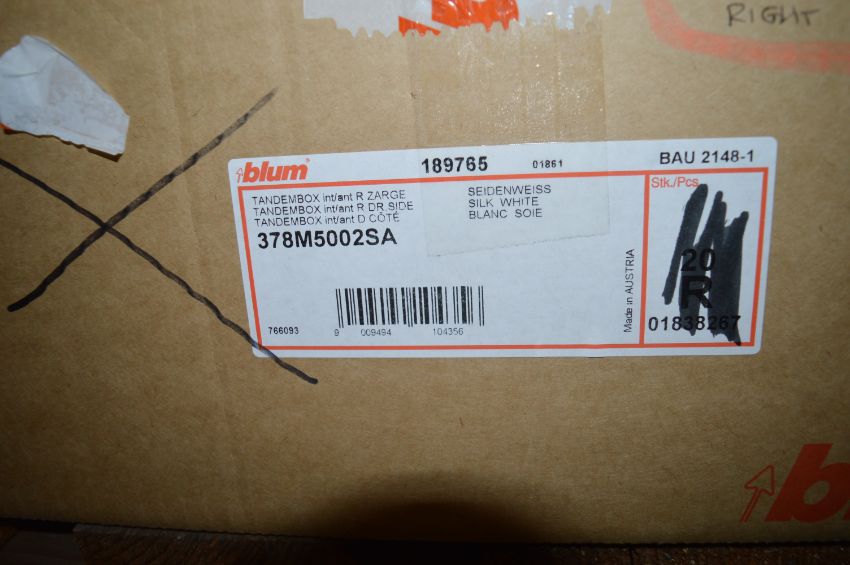 RIGHT
blum
189765
01861
BAU 2148-1
TANDEMBOX int/ant R ZARGE
TANDEMBOX int/ant R DR.SIDE
TANDEMBOX int/ant D CÔTÉ
378M5002SA
SEIDENWEISS
SILK WHITE
BLANC SOIE
Stk./Pcs
20
R
01838267
Made in AUSTRIA
766093
9 009494 104356